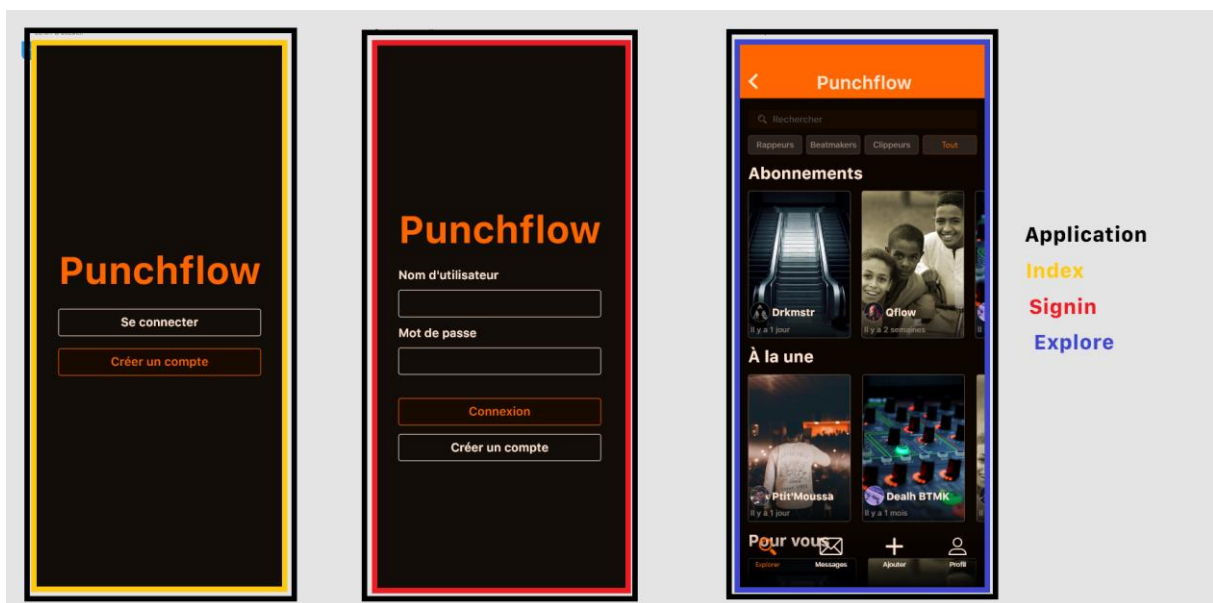 Punchflow
Se connecter
Créer un compte
Punchflow
Nom d'utilisateur
Mot de passe
Connexion
Créer un compte
Punchflow
Rechercher
Rappeurs Beatmakers Clippeurs Tout
Abonnements
Drkmstr Qflow
Il y a 1 jour Il y a 2 semaines
À la une
Ptit'Moussa Dealh BTMK
Il y a 1 jour Il y a 1 mois
Pour vous
Explorer Messages Ajouter Profil
Application
Index
Signin
Explore